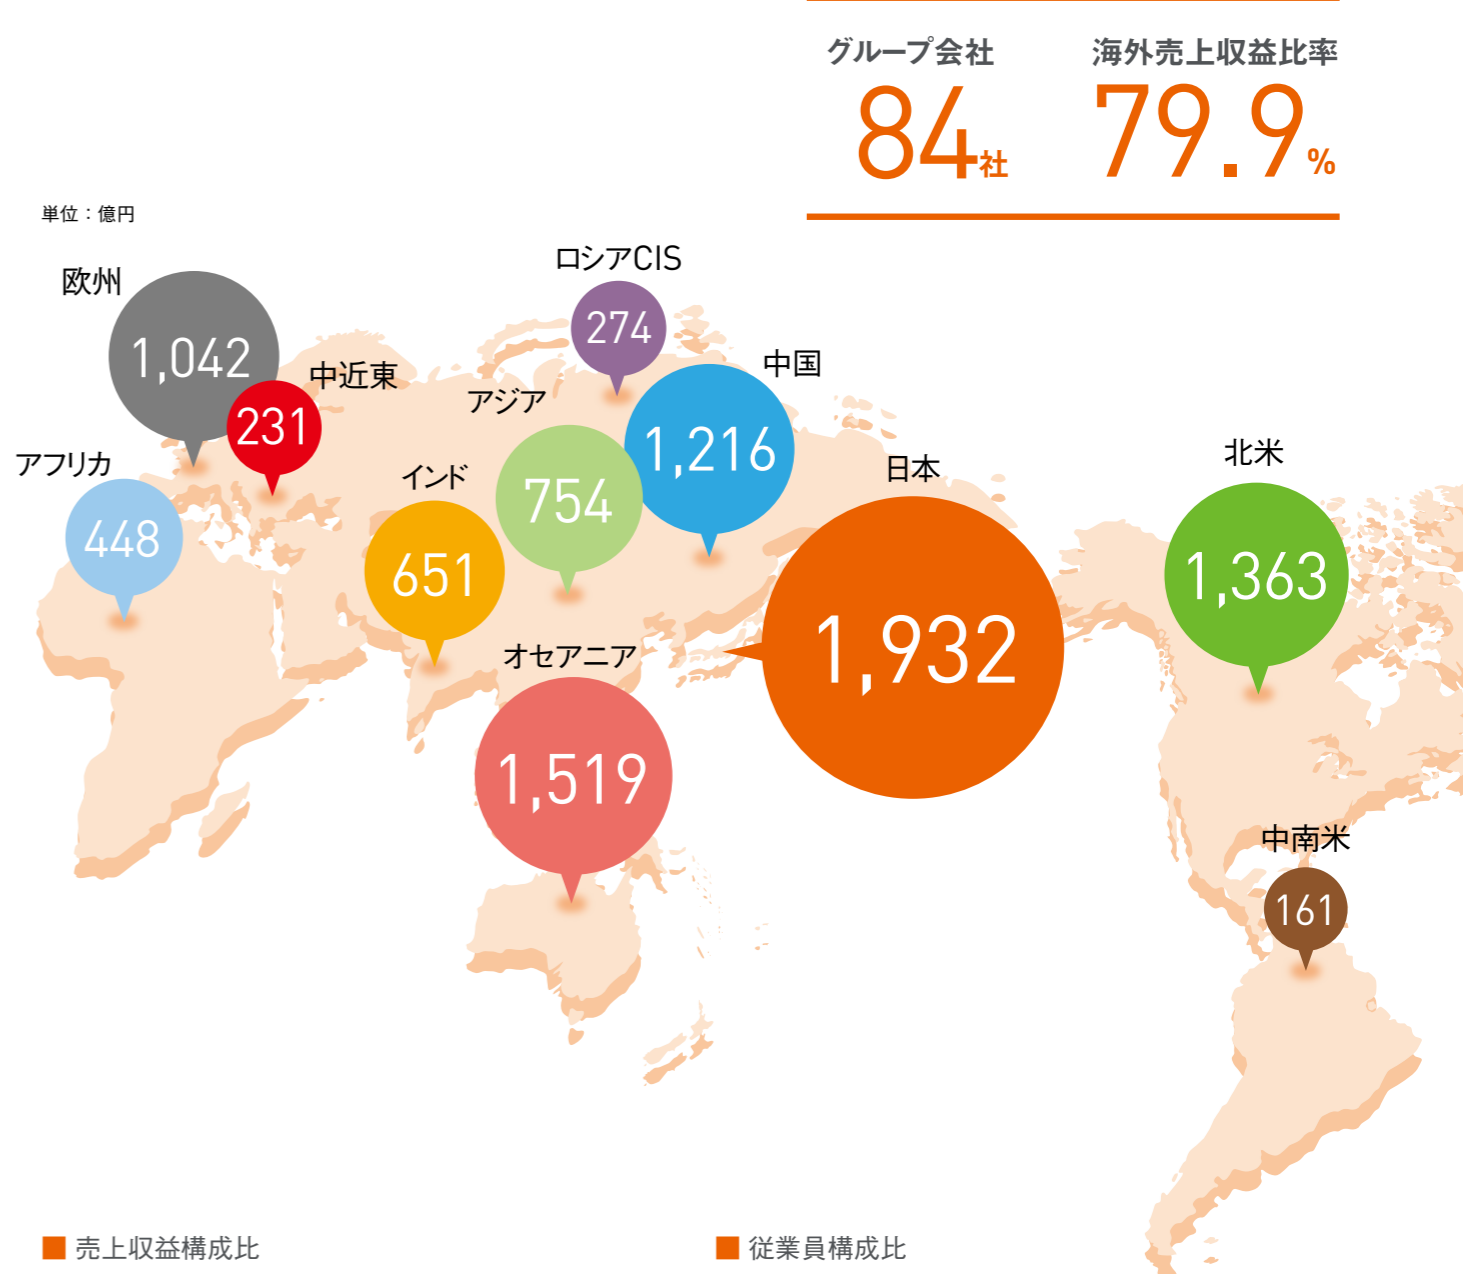 グループ会社
84社
海外売上収益比率
79.9%
単位：億円
欧州
1,042
中近東
231
アフリカ
448
インド
651
アジア
754
ロシアCIS
274
中国
1,216
日本
1,932
オセアニア
1,519
北米
1,363
中南米
161
売上収益構成比
従業員構成比